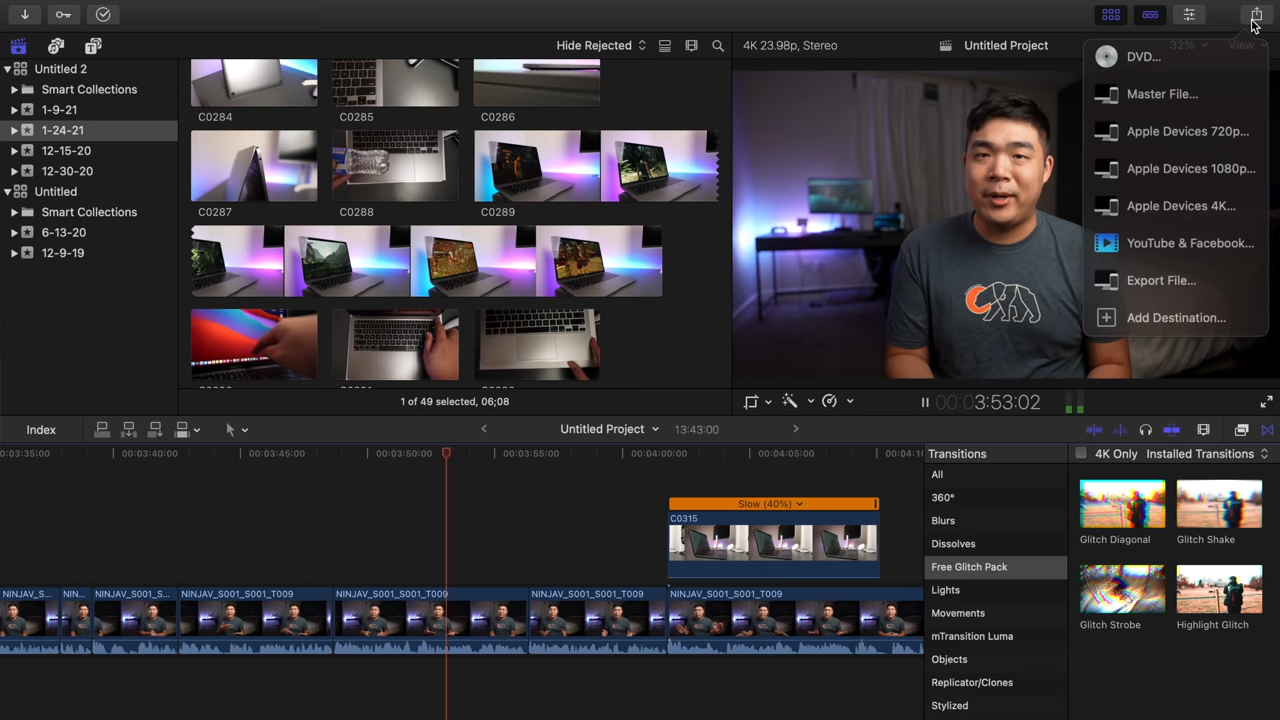 Hide Rejected
4K 23.98p, Stereo
Untitled Project
32%
View
Untitled 2
Smart Collections
1-9-21
1-24-21
12-15-20
12-30-20
Untitled
Smart Collections
6-13-20
12-9-19
C0284
C0285
C0286
C0287
C0288
C0289
DVD...
Master File...
Apple Devices 720p...
Apple Devices 1080p...
Apple Devices 4K...
YouTube & Facebook...
Export File...
Add Destination...
1 of 49 selected, 06;08
00:03:53:02
Index
Untitled Project
13:43:00
00:03:35:00
00:03:40:00
00:03:45:00
00:03:50:00
00:03:55:00
00:04:00:00
00:04:05:00
00:04:10:
Slow (40%)
C0315
NINJAV_S...
NIN...
NINJAV_S001_S...
NINJAV_S001_S001_T009
NINJAV_S001_S001_T009
NINJAV_S001_S001_T009
NINJAV_S001_S001_T009
Transitions
All
360°
Blurs
Dissolves
Free Glitch Pack
Lights
Movements
mTransition Luma
Objects
Replicator/Clones
Stylized
4K Only
Installed Transitions
Glitch Diagonal
Glitch Shake
Glitch Strobe
Highlight Glitch